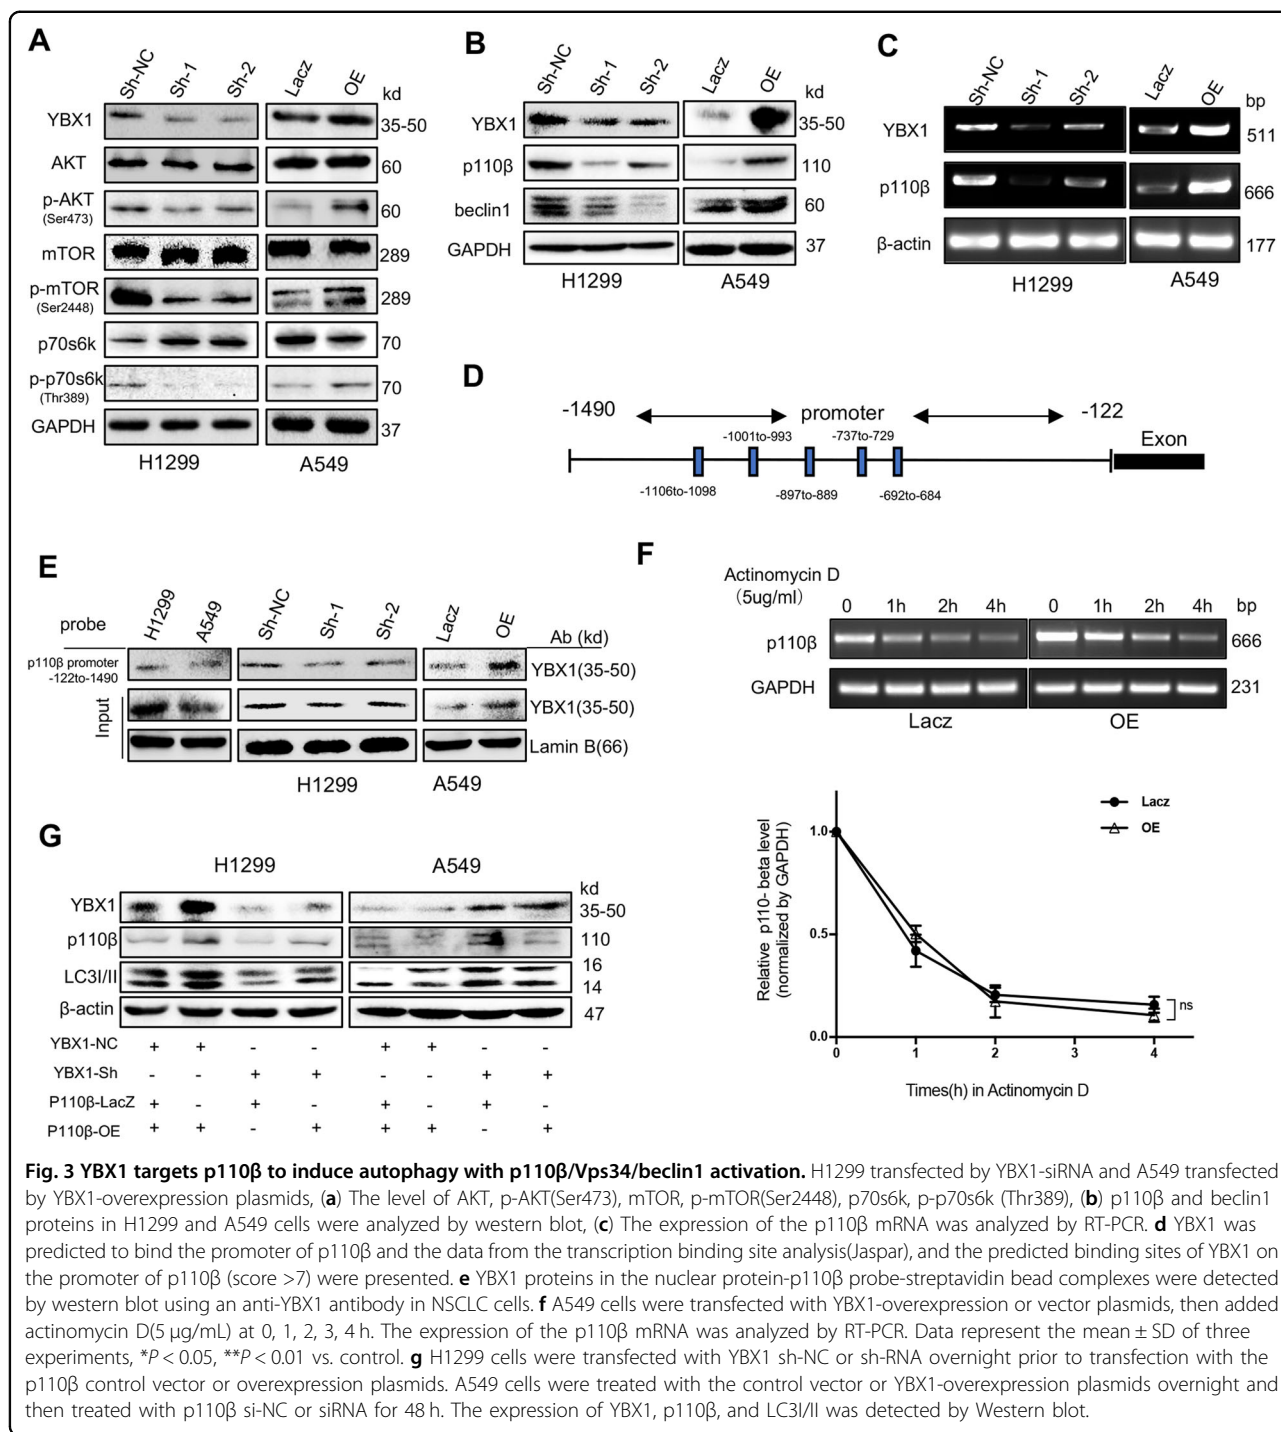 A
Sh-NC Sh-1 Sh-2 Lacz OE kd
YBX1 35-50
AKT 60
p-AKT 60
(Ser473)
mTOR 289
p-mTOR 289
(Ser2448)
p70s6k 70
p-p70s6k 70
(Thr389)
GAPDH 37
H1299 A549
B
Sh-NC Sh-1 Sh-2 Lacz OE kd
YBX1 35-50
p110β 110
beclin1 60
GAPDH 37
H1299 A549
C
Sh-NC Sh-1 Sh-2 Lacz OE bp
YBX1 511
p110β 666
β-actin 177
H1299 A549
D
-1490 promoter -122
-1001to-993 -737to-729 Exon
-1106to-1098 -897to-889 -692to-684
E
probe H1299 A549 Sh-NC Sh-1 Sh-2 Lacz OE Ab (kd)
p110β promoter YBX1(35-50)
-122to-1490
Input YBX1(35-50)
Lamin B(66)
H1299 A549
F
Actinomycin D
(5ug/ml) 0 1h 2h 4h 0 1h 2h 4h bp
p110β 666
GAPDH 231
Lacz OE
Relative p110- beta level
(normalized by GAPDH)
Lacz
OE
1.0
0.5
0.0
ns
0 1 2 3 4
Times(h) in Actinomycin D
G
H1299 A549
kd
YBX1 35-50
p110β 110
LC3I/II 16
14
β-actin 47
YBX1-NC + + - - + + - -
YBX1-Sh - - + + - - + +
P110β-LacZ + - + - + - + -
P110β-OE + + - + + + - +
Fig. 3 YBX1 targets p110β to induce autophagy with p110β/Vps34/beclin1 activation. H1299 transfected by YBX1-siRNA and A549 transfected
by YBX1-overexpression plasmids, (a) The level of AKT, p-AKT(Ser473), mTOR, p-mTOR(Ser2448), p70s6k, p-p70s6k (Thr389), (b) p110β and beclin1
proteins in H1299 and A549 cells were analyzed by western blot, (c) The expression of the p110β mRNA was analyzed by RT-PCR. d YBX1 was
predicted to bind the promoter of p110β and the data from the transcription binding site analysis(Jaspar), and the predicted binding sites of YBX1 on
the promoter of p110β (score >7) were presented. e YBX1 proteins in the nuclear protein-p110β probe-streptavidin bead complexes were detected
by western blot using an anti-YBX1 antibody in NSCLC cells. f A549 cells were transfected with YBX1-overexpression or vector plasmids, then added
actinomycin D(5 µg/mL) at 0, 1, 2, 3, 4 h. The expression of the p110β mRNA was analyzed by RT-PCR. Data represent the mean ± SD of three
experiments, *P < 0.05, **P < 0.01 vs. control. g H1299 cells were transfected with YBX1 sh-NC or sh-RNA overnight prior to transfection with the
p110β control vector or overexpression plasmids. A549 cells were treated with the control vector or YBX1-overexpression plasmids overnight and
then treated with p110β si-NC or siRNA for 48 h. The expression of YBX1, p110β, and LC3I/II was detected by Western blot.